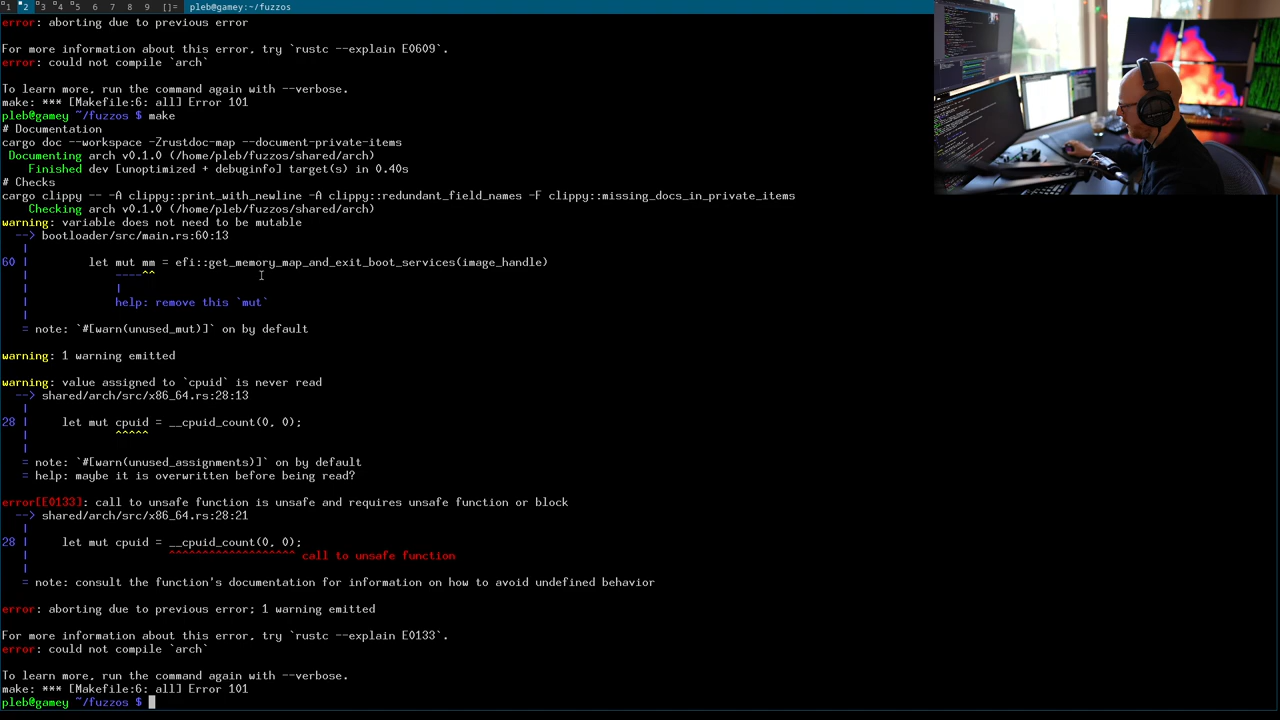 1 2 3 4 5 6 7 8 9 []= pleb@gamey:~/fuzzos
error: aborting due to previous error
For more information about this error, try `rustc --explain E0609`.
error: could not compile `arch`
To learn more, run the command again with --verbose.
make: *** [Makefile:6: all] Error 101
pleb@gamey ~/fuzzos $ make
# Documentation
cargo doc --workspace -Zrustdoc-map --document-private-items
Documenting arch v0.1.0 (/home/pleb/fuzzos/shared/arch)
Finished dev [unoptimized + debuginfo] target(s) in 0.40s
# Checks
cargo clippy -- -A clippy::print_with_newline -A clippy::redundant_field_names -F clippy::missing_docs_in_private_items
Checking arch v0.1.0 (/home/pleb/fuzzos/shared/arch)
warning: variable does not need to be mutable
--> bootloader/src/main.rs:60:13
|
60 |         let mut mm = efi::get_memory_map_and_exit_boot_services(image_handle)
|             ----^^
|             |
|             help: remove this `mut`
|
= note: `#[warn(unused_mut)]` on by default
warning: 1 warning emitted
warning: value assigned to `cpuid` is never read
--> shared/arch/src/x86_64.rs:28:13
|
28 |     let mut cpuid = __cpuid_count(0, 0);
|             ^^^^^
|
= note: `#[warn(unused_assignments)]` on by default
= help: maybe it is overwritten before being read?
error[E0133]: call to unsafe function is unsafe and requires unsafe function or block
--> shared/arch/src/x86_64.rs:28:21
|
28 |     let mut cpuid = __cpuid_count(0, 0);
|                     ^^^^^^^^^^^^^^^^^^^ call to unsafe function
|
= note: consult the function's documentation for information on how to avoid undefined behavior
error: aborting due to previous error; 1 warning emitted
For more information about this error, try `rustc --explain E0133`.
error: could not compile `arch`
To learn more, run the command again with --verbose.
make: *** [Makefile:6: all] Error 101
pleb@gamey ~/fuzzos $